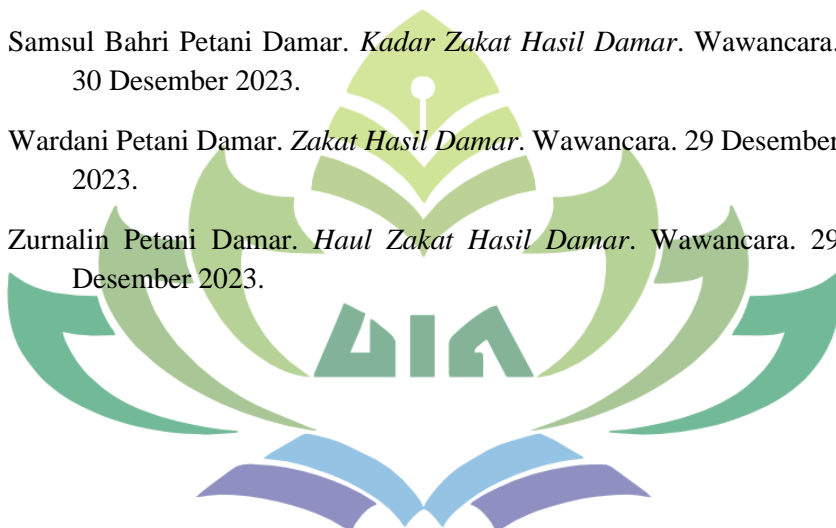 Samsul Bahri Petani Damar. Kadar Zakat Hasil Damar. Wawancara.
30 Desember 2023.
Wardani Petani Damar. Zakat Hasil Damar. Wawancara. 29 Desember
2023.
Zurnalin Petani Damar. Haul Zakat Hasil Damar. Wawancara. 29
Desember 2023.
UIN